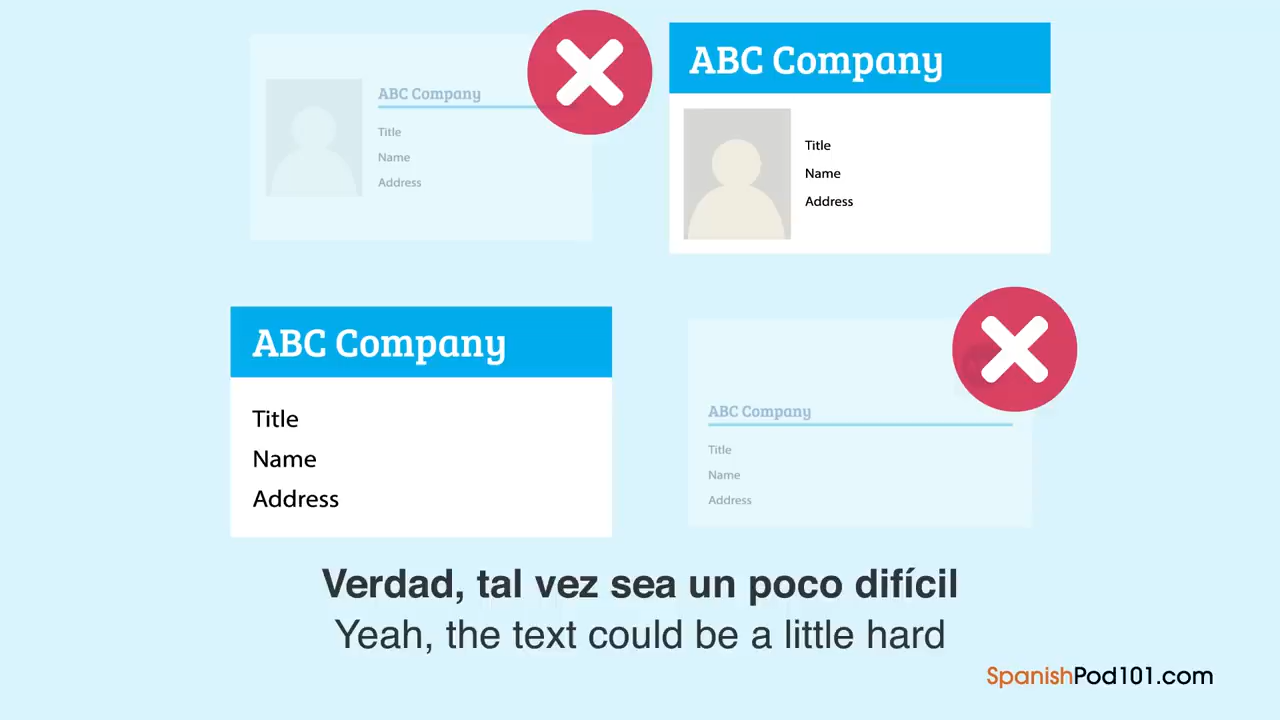 ABC Company
Title
Name
Address
ABC Company
Title
Name
Address
ABC Company
Title
Name
Address
ABC Company
Title
Name
Address
Verdad, tal vez sea un poco difícil
Yeah, the text could be a little hard
SpanishPod101.com